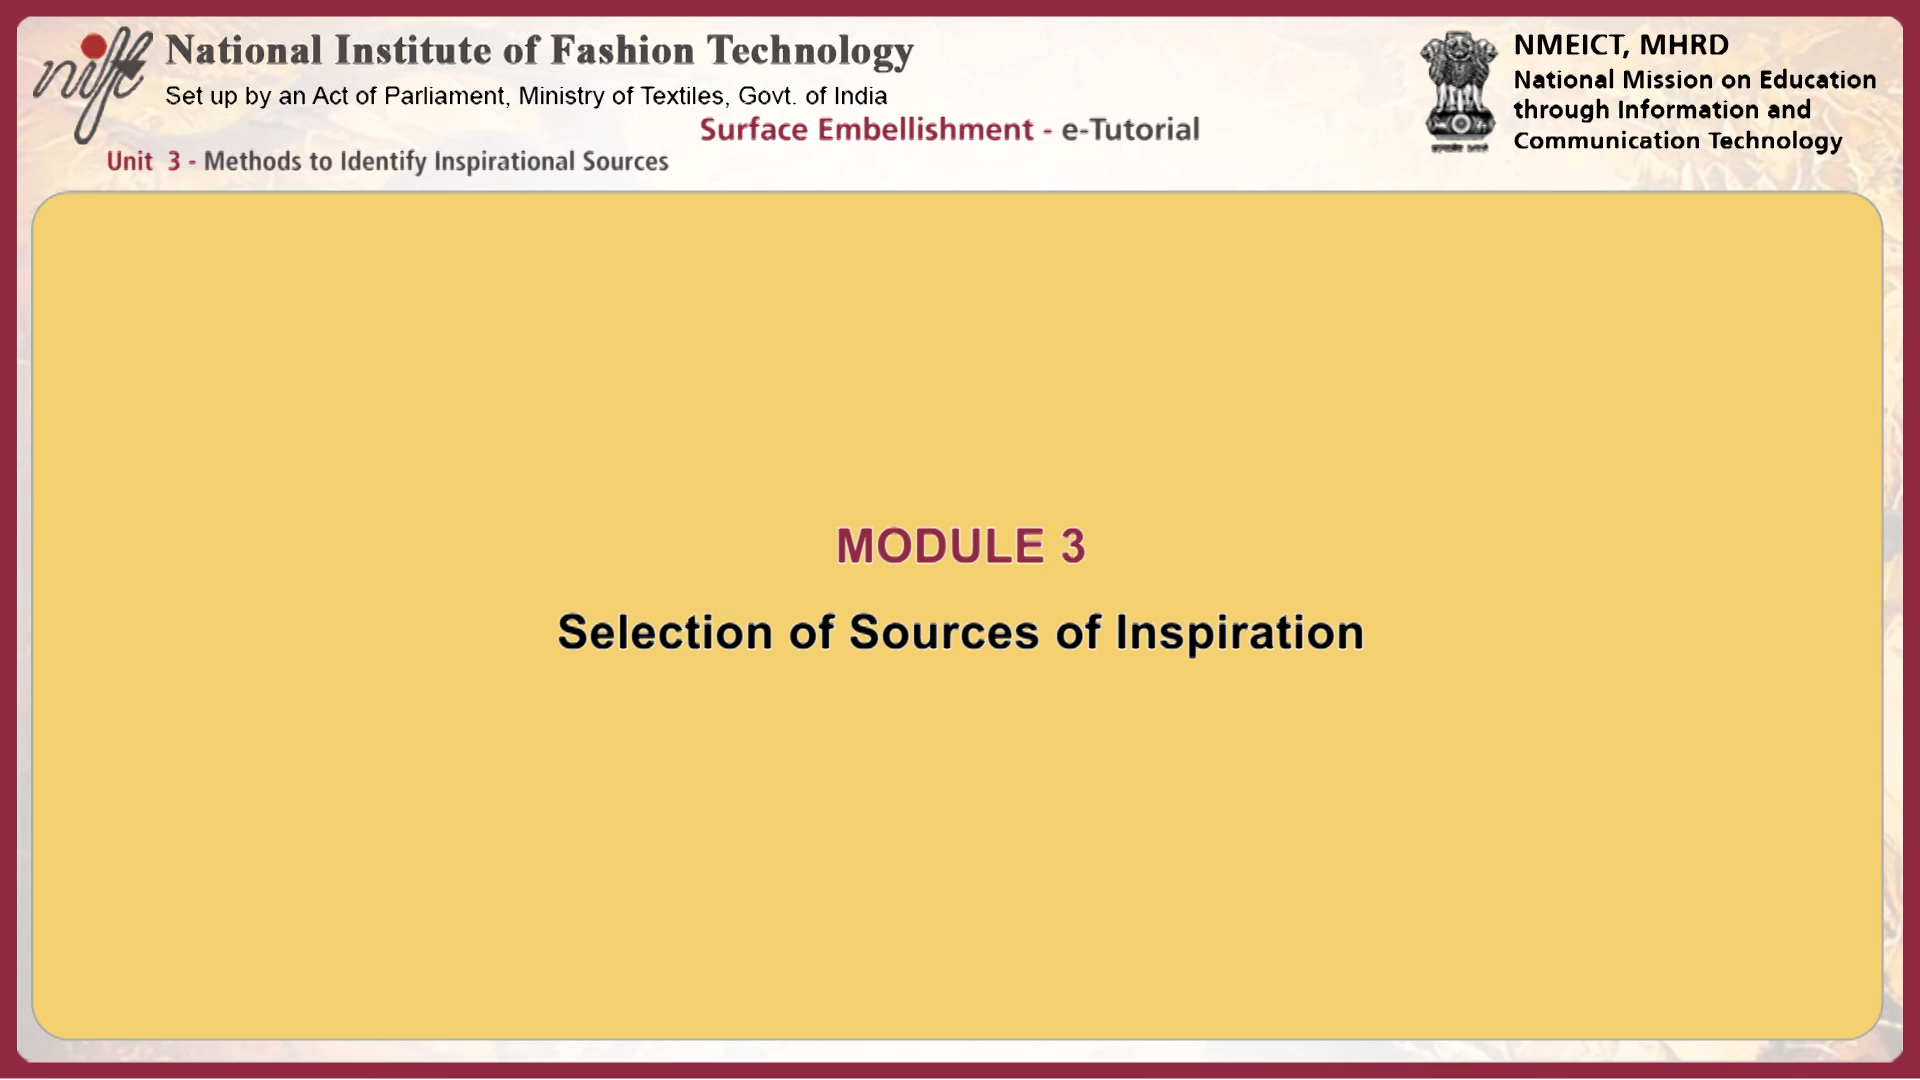 nift
National Institute of Fashion Technology
Set up by an Act of Parliament, Ministry of Textiles, Govt. of India
NMEICT, MHRD
National Mission on Education
through Information and
Communication Technology
Surface Embellishment - e-Tutorial
Unit 3 - Methods to Identify Inspirational Sources
MODULE 3
Selection of Sources of Inspiration